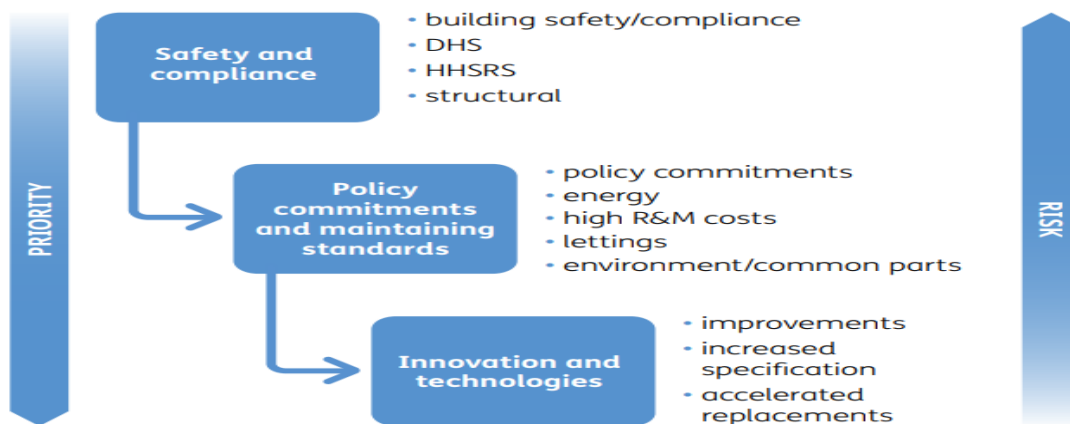 PRIORITY
Safety and
compliance
• building safety/compliance
• DHS
• HHSRS
• structural
Policy
commitments
and maintaining
standards
• policy commitments
• energy
• high R&M costs
• lettings
• environment/common parts
Innovation and
technologies
• improvements
• increased
specification
• accelerated
replacements
RISK